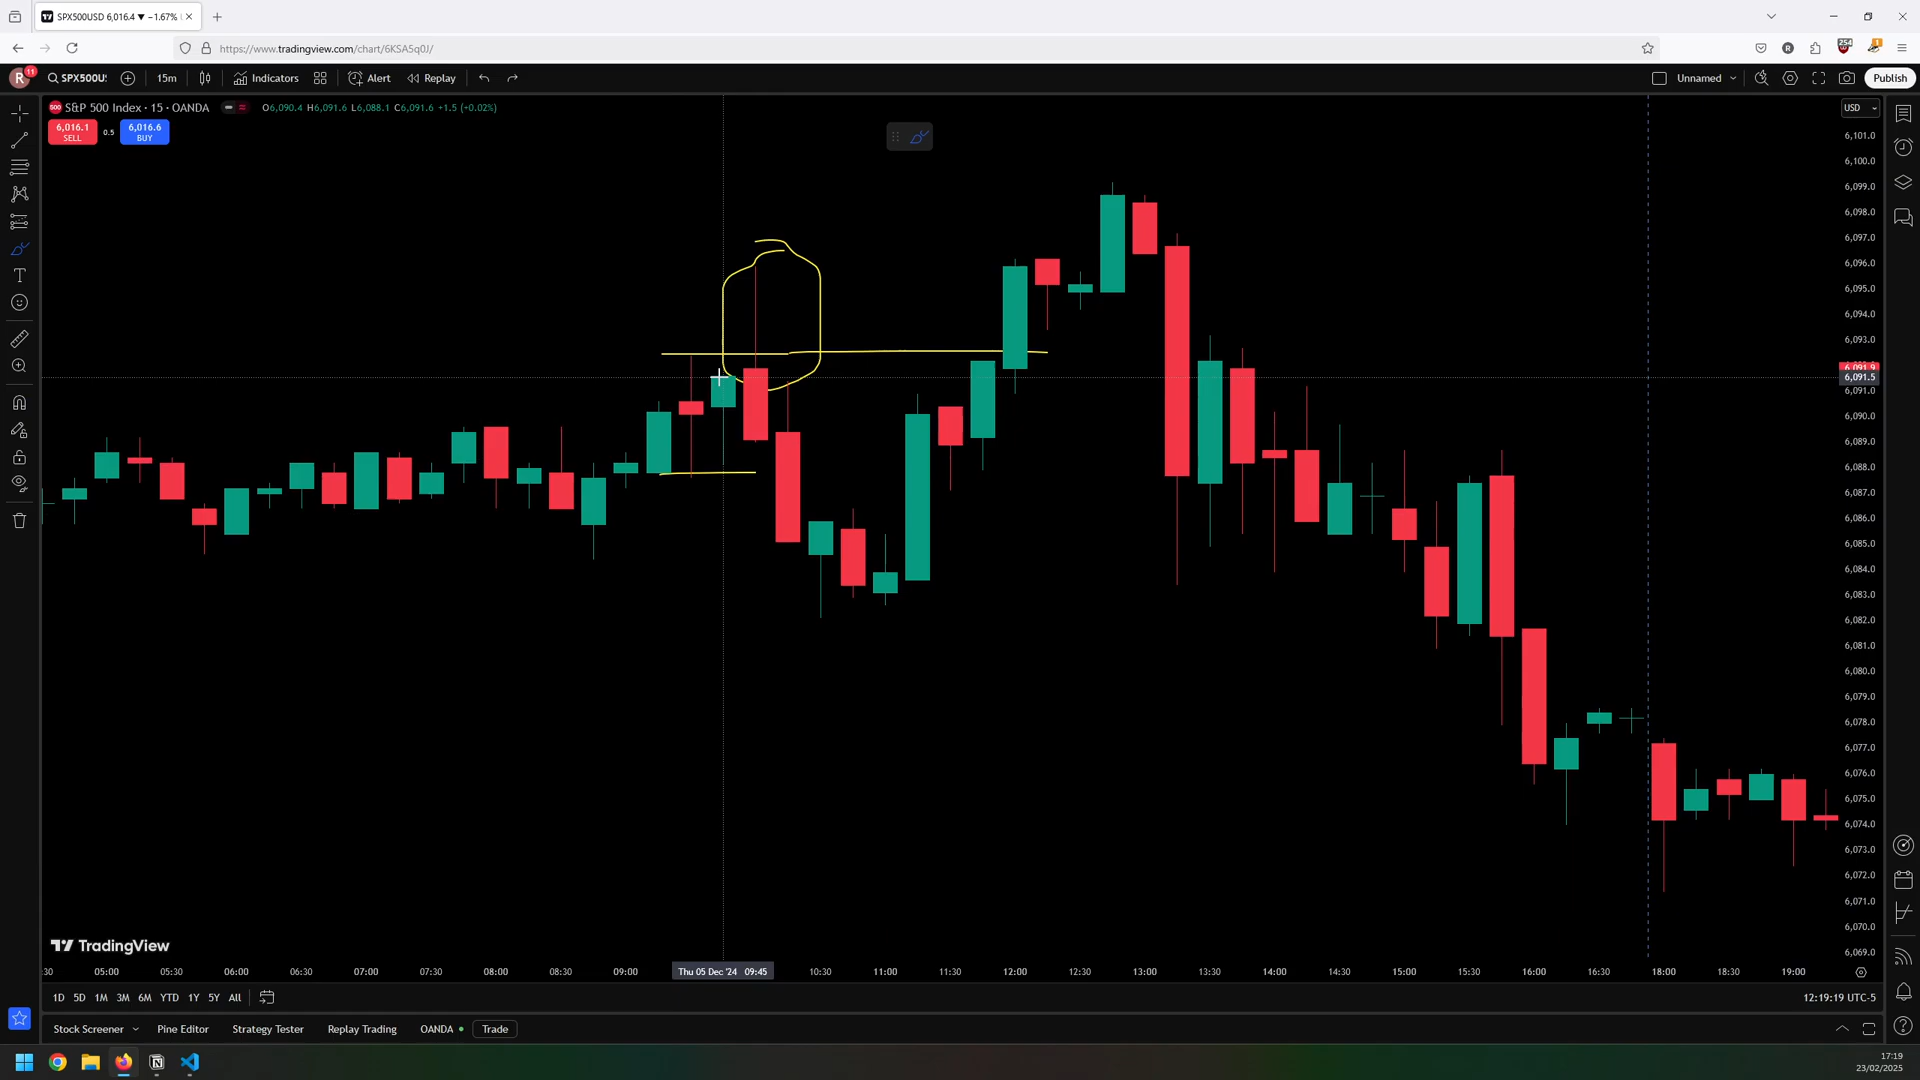 SPX500USD 6,016.4 ▼ −1.67%
https://www.tradingview.com/chart/6KSA5q0J/
254
1
R
11
SPX500U
15m
Indicators
Alert
Replay
Unnamed
Publish
S&P 500 Index · 15 · OANDA
O6,090.4 H6,091.6 L6,088.1 C6,091.6 +1.5 (+0.02%)
USD
6,016.1
SELL
0.5
6,016.6
BUY
6,101.0
6,100.0
6,099.0
6,098.0
6,097.0
6,096.0
6,095.0
6,094.0
6,093.0
6,091.5
6,091.0
6,090.0
6,089.0
6,088.0
6,087.0
6,086.0
6,085.0
6,084.0
6,083.0
6,082.0
6,081.0
6,080.0
6,079.0
6,078.0
6,077.0
6,076.0
6,075.0
6,074.0
6,073.0
6,072.0
6,071.0
6,070.0
6,069.0
TradingView
:30 05:00 05:30 06:00 06:30 07:00 07:30 08:00 08:30 09:00 Thu 05 Dec '24 09:45 10:30 11:00 11:30 12:00 12:30 13:00 13:30 14:00 14:30 15:00 15:30 16:00 16:30 18:00 18:30 19:00
1D 5D 1M 3M 6M YTD 1Y 5Y All
12:19:19 UTC-5
Stock Screener Pine Editor Strategy Tester Replay Trading OANDA Trade
17:19
23/02/2025